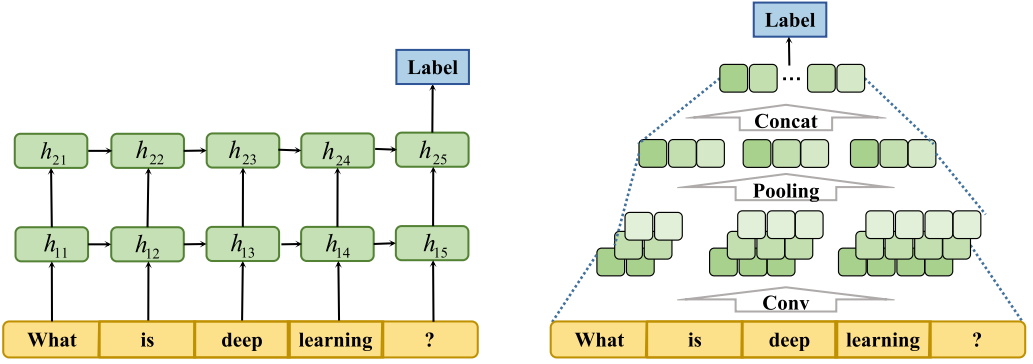 Label
h21 h22 h23 h24 h25
h11 h12 h13 h14 h15
What is deep learning ?
Label
...
Concat
Pooling
Conv
What is deep learning ?